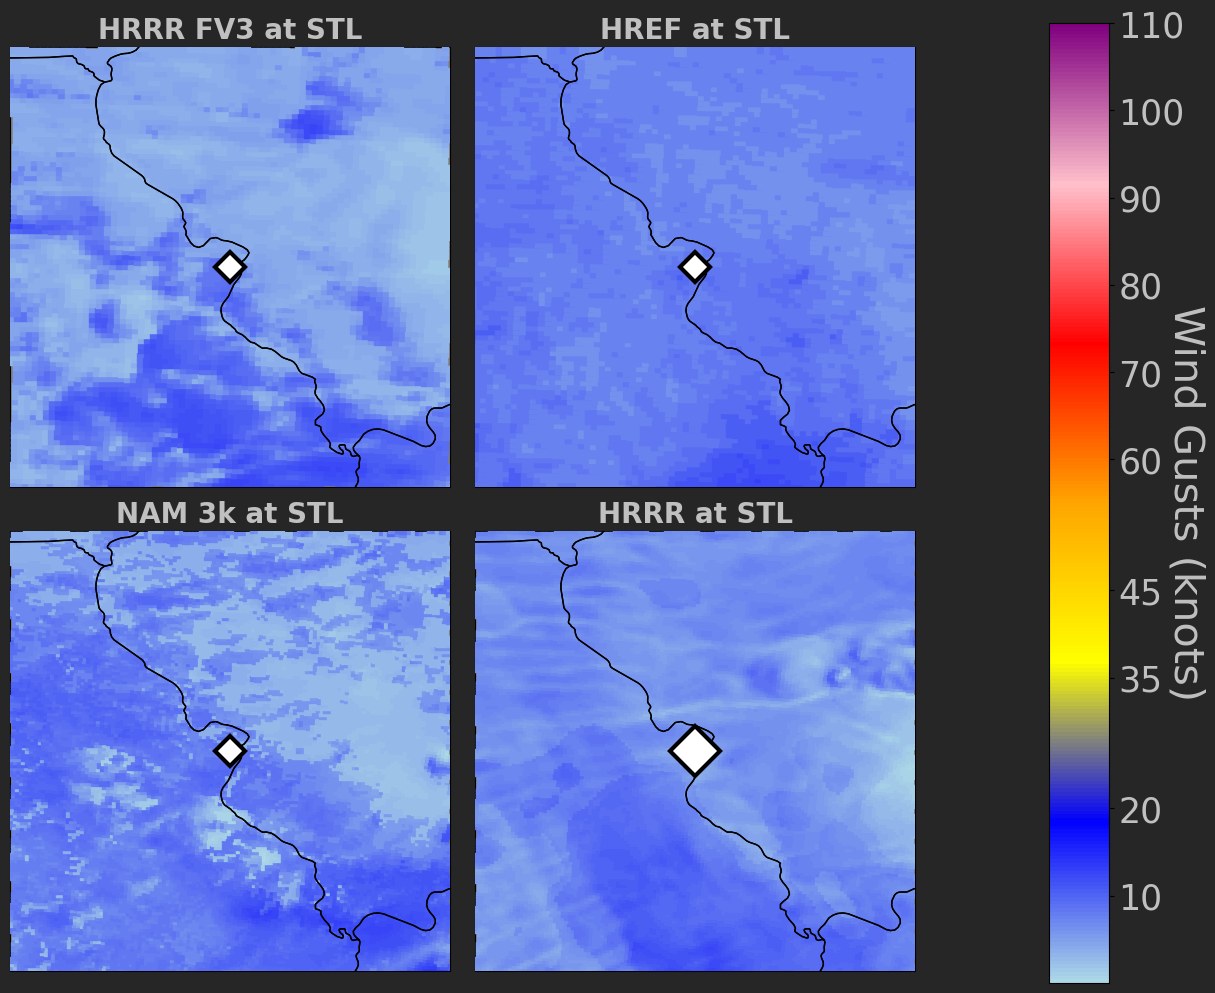 HRRR FV3 at STL
HREF at STL
NAM 3k at STL
HRRR at STL
110
100
90
80
70
60
45
35
20
10
Wind Gusts (knots)